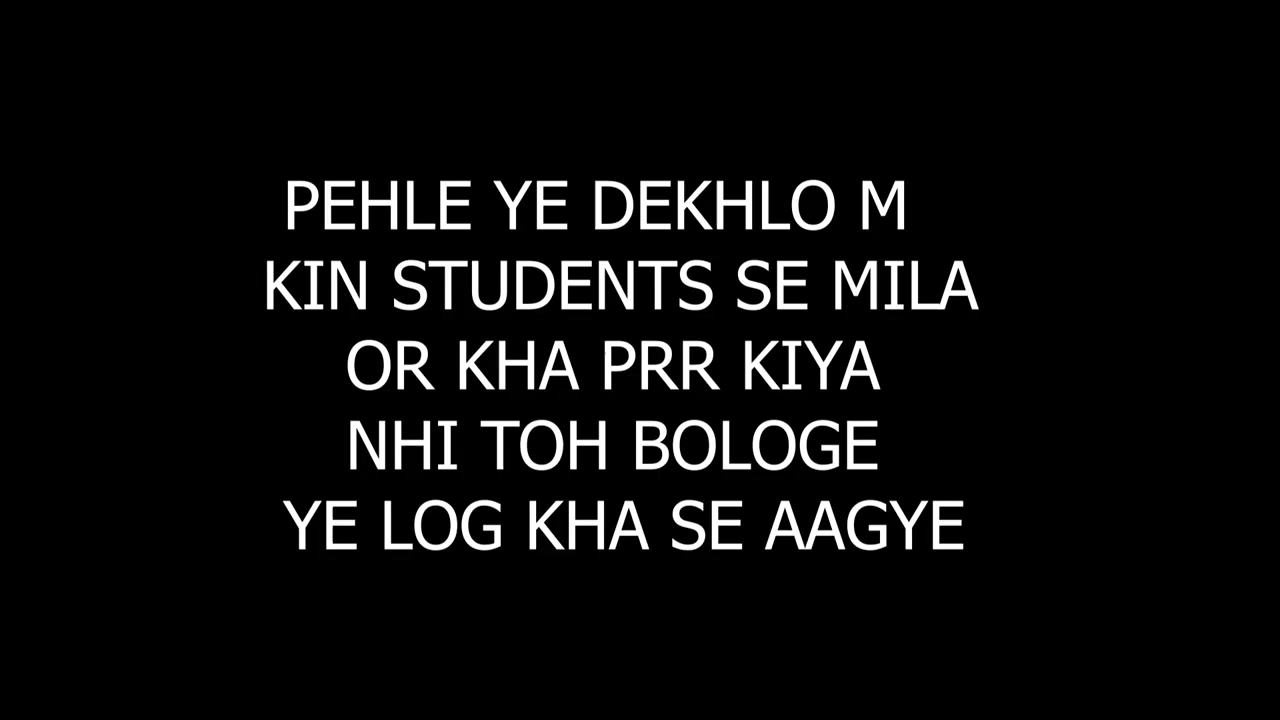 PEHLE YE DEKHLO M
KIN STUDENTS SE MILA
OR KHA PRR KIYA
NHI TOH BOLOGE
YE LOG KHA SE AAGYE